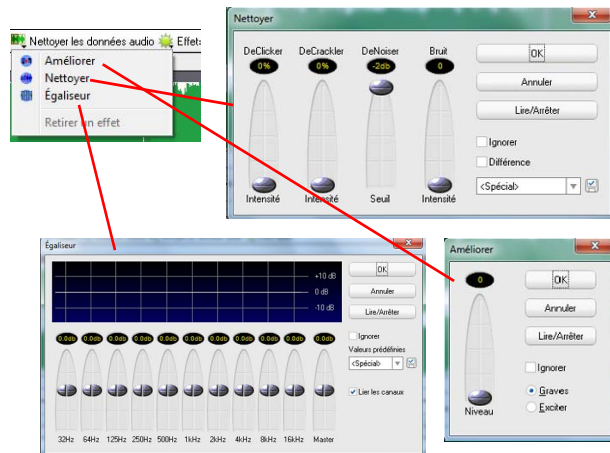 Nettoyer les données audio Effet
Améliorer
Nettoyer
Égaliseur
Retirer un effet
Nettoyer
DeClicker DeCrackler DeNoiser Bruit
0% 0% -2db 0
Intensité Intensité Seuil Intensité
OK
Annuler
Lire/Arrêter
Ignorer
Différence
<Spécial>
Égaliseur
+10 dB
0 dB
-10 dB
0.0db 0.0db 0.0db 0.0db 0.0db 0.0db 0.0db 0.0db 0.0db 0.0db 0.0db
32Hz 64Hz 125Hz 250Hz 500Hz 1kHz 2kHz 4kHz 8kHz 16kHz Master
OK
Annuler
Lire/Arrêter
Ignorer
Valeurs prédéfinies
<Spécial>
Lier les canaux
Améliorer
0
Niveau
OK
Annuler
Lire/Arrêter
Ignorer
Graves
Exciter